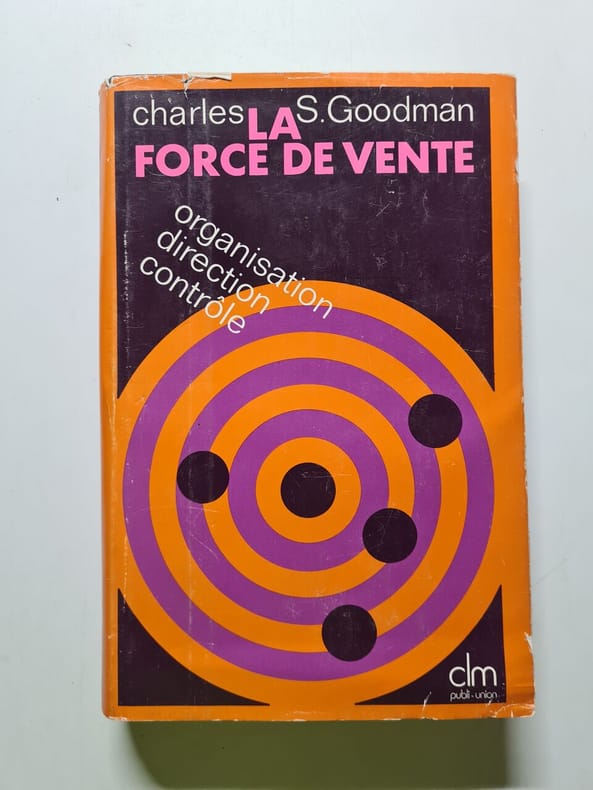 charles S. Goodman
LA
FORCE DE VENTE
organisation
direction
contrôle
clm
publi-union